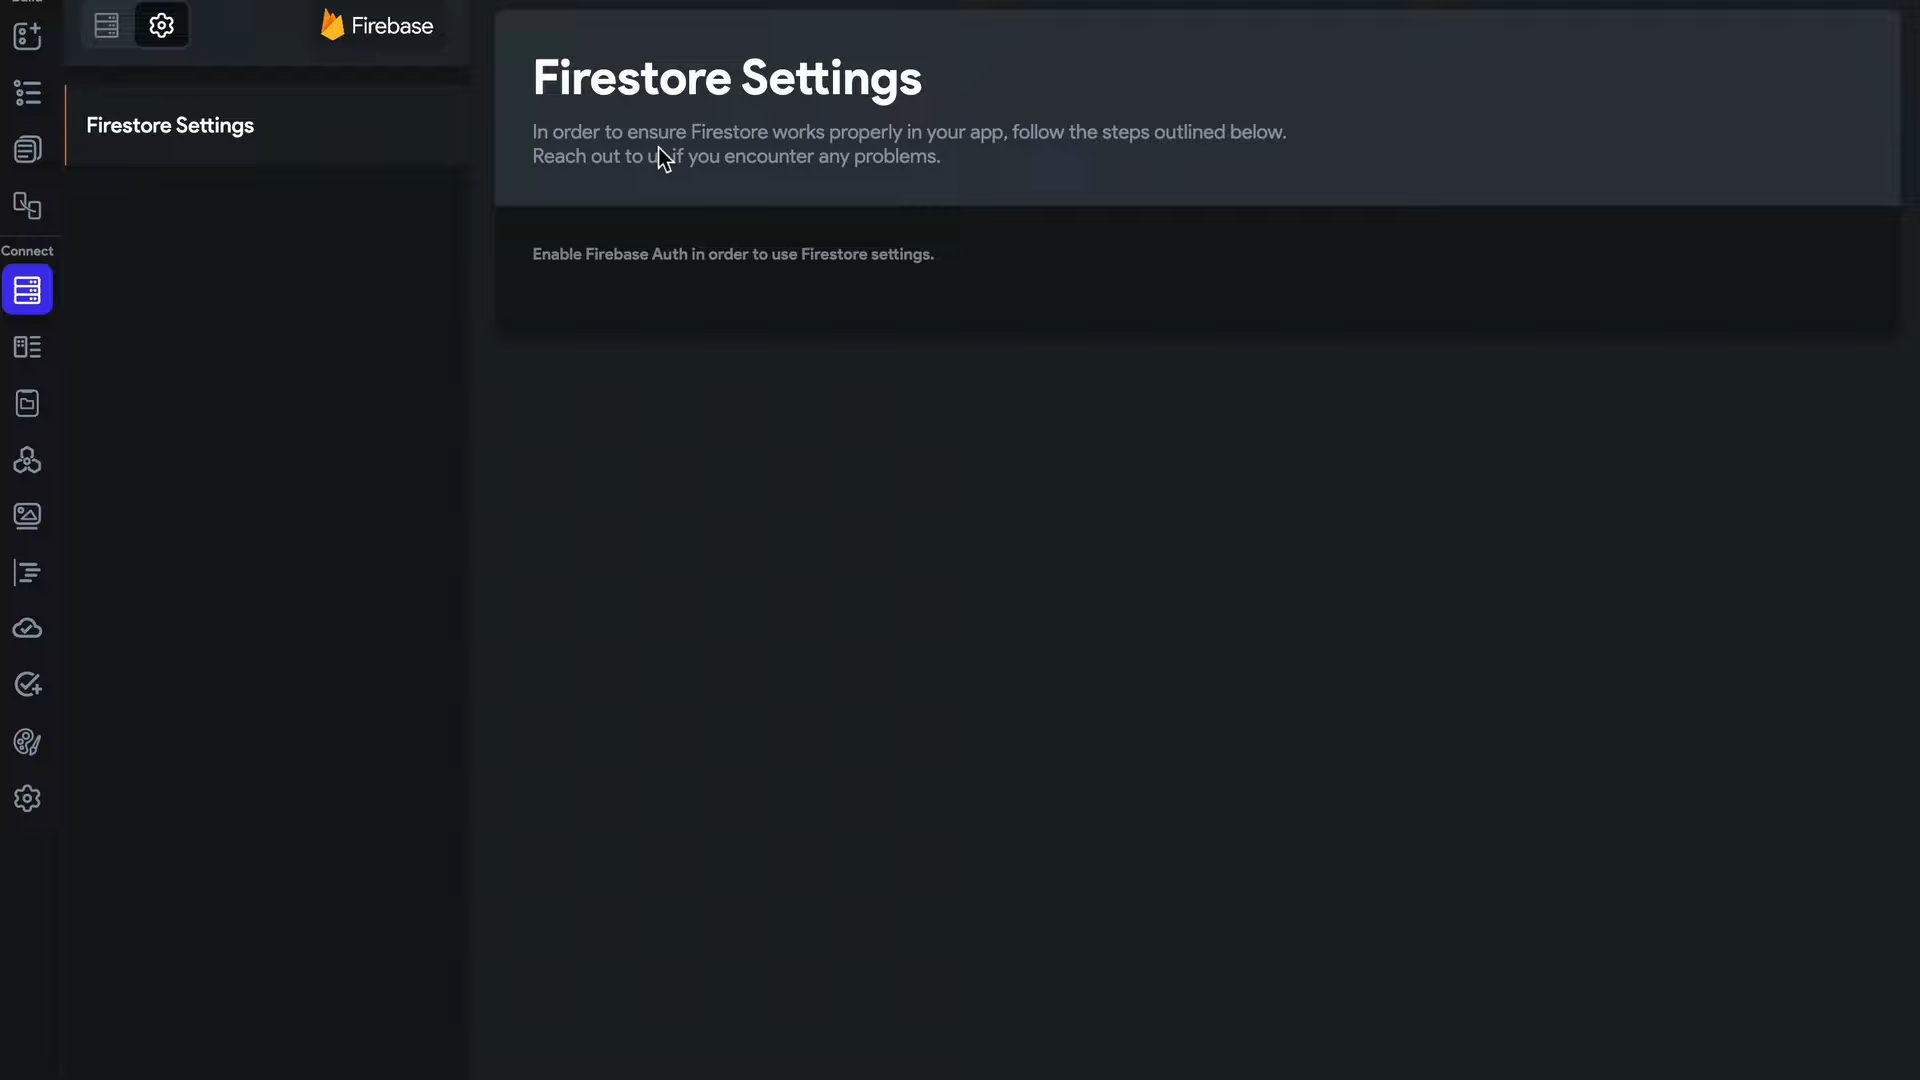 Firebase
Firestore Settings
Firestore Settings
In order to ensure Firestore works properly in your app, follow the steps outlined below.
Reach out to if you encounter any problems.
Connect
Enable Firebase Auth in order to use Firestore settings.